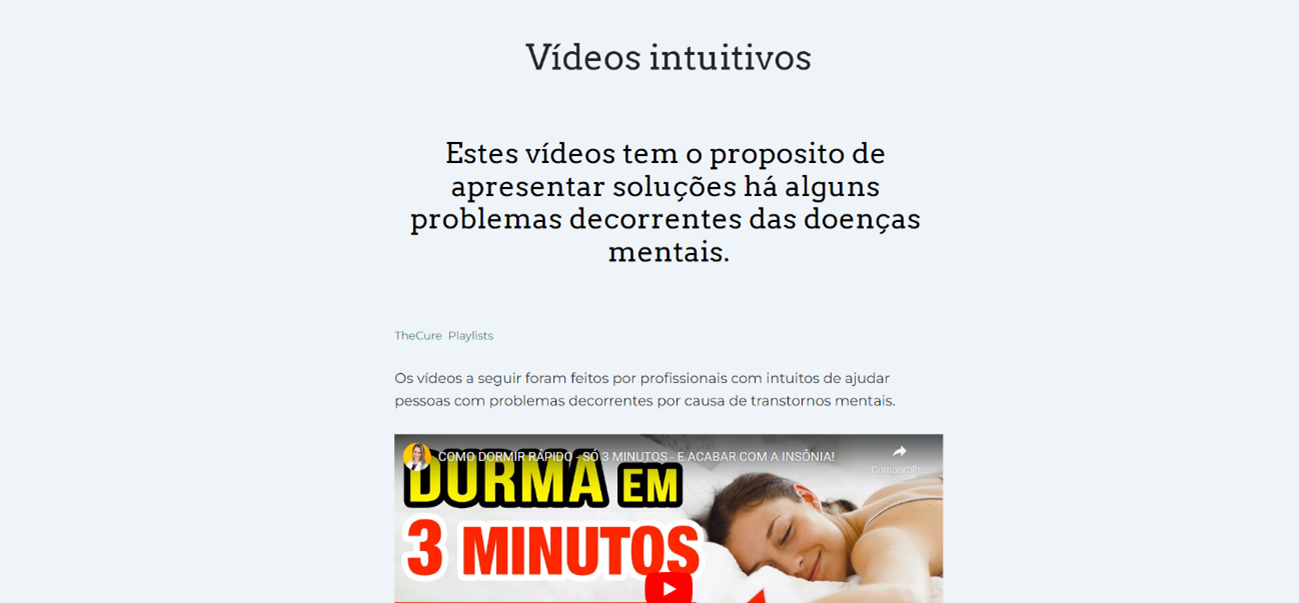 Vídeos intuitivos
Estes vídeos tem o proposito de
apresentar soluções há alguns
problemas decorrentes das doenças
mentais.
TheCure Playlists
Os vídeos a seguir foram feitos por profissionais com intuitos de ajudar
pessoas com problemas decorrentes por causa de transtornos mentais.
COMO DORMIR RÁPIDO - SÓ 3 MINUTOS - E ACABAR COM A INSÔNIA!
Compartilh...
DURMA EM
3 MINUTOS